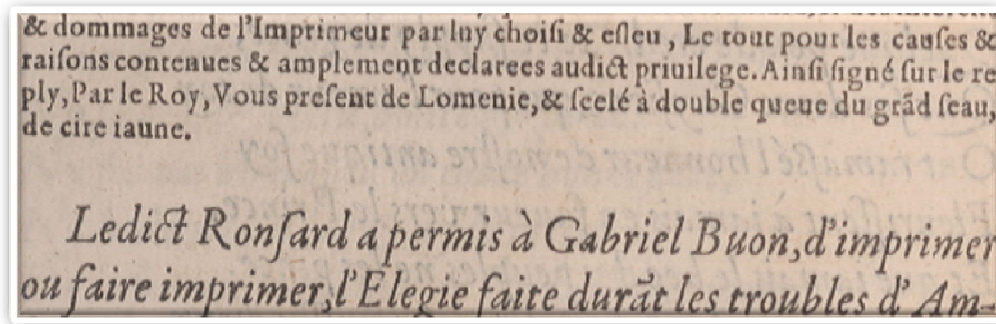 & dommages de l'Imprimeur par luy choiſi & eſleu, Le tout pour les cauſes &
raiſons contenues & amplement declarees audict priuilege. Ainſi ſigné ſur le re
ply, Par le Roy, Vous preſent de Lomenie, & ſcelé à double queue du grãd ſeau,
de cire iaune.
Ledict Ronſard a permis à Gabriel Buon, d'imprimer
ou faire imprimer, l'Elegie faite durãt les troubles d' Am-